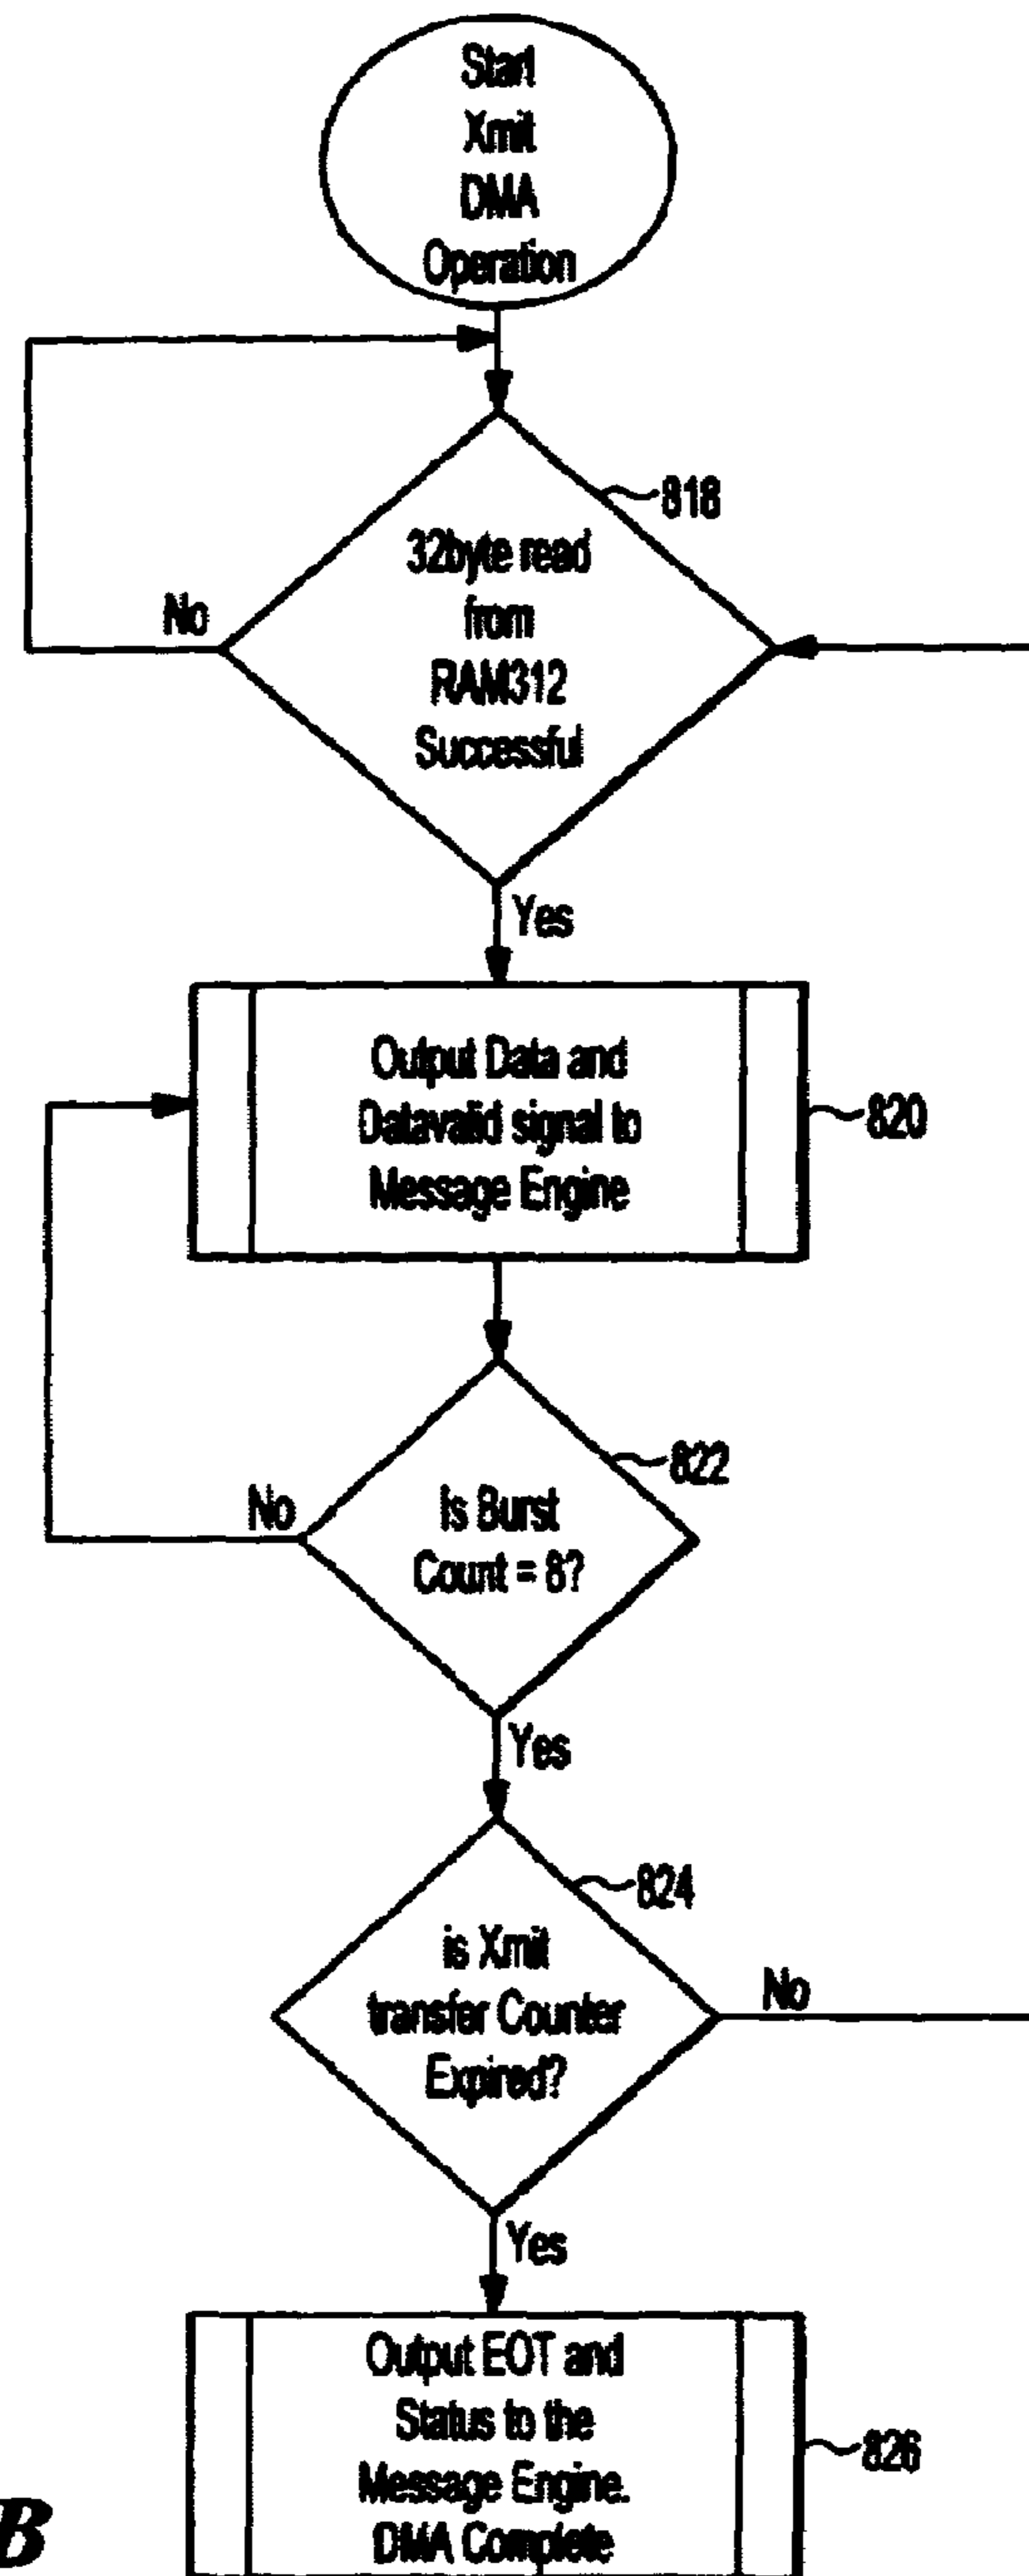 Start
Xmit
DMA
Operation
818
32byte read
from
RAM312
Successful
No
Yes
Output Data and
Datavalid signal to
Message Engine
820
822
Is Burst
Count = 8?
No
Yes
824
is Xmit
transfer Counter
Expired?
No
Yes
Output EOT and
Status to the
Message Engine.
DMA Complete
826
B